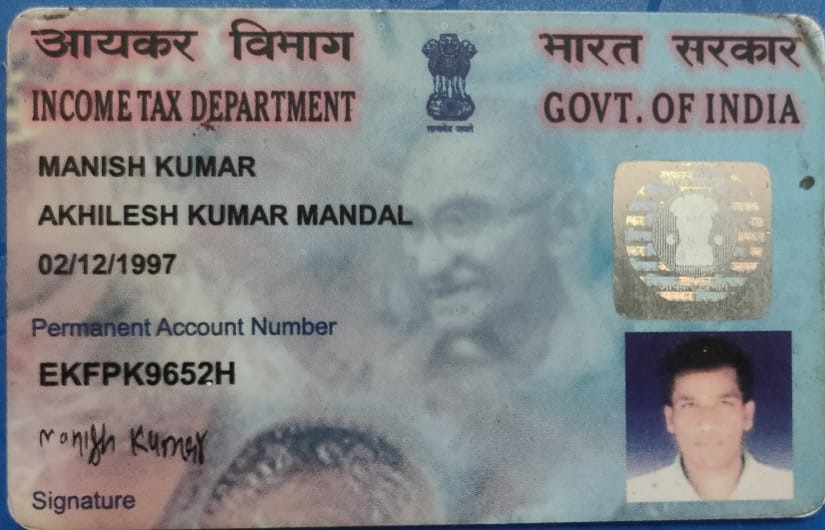 आयकर विभाग
भारत सरकार
INCOME TAX DEPARTMENT
GOVT. OF INDIA
MANISH KUMAR
AKHILESH KUMAR MANDAL
02/12/1997
Permanent Account Number
EKFPK9652H
Manish Kumar
Signature
सत्यमेव जयते